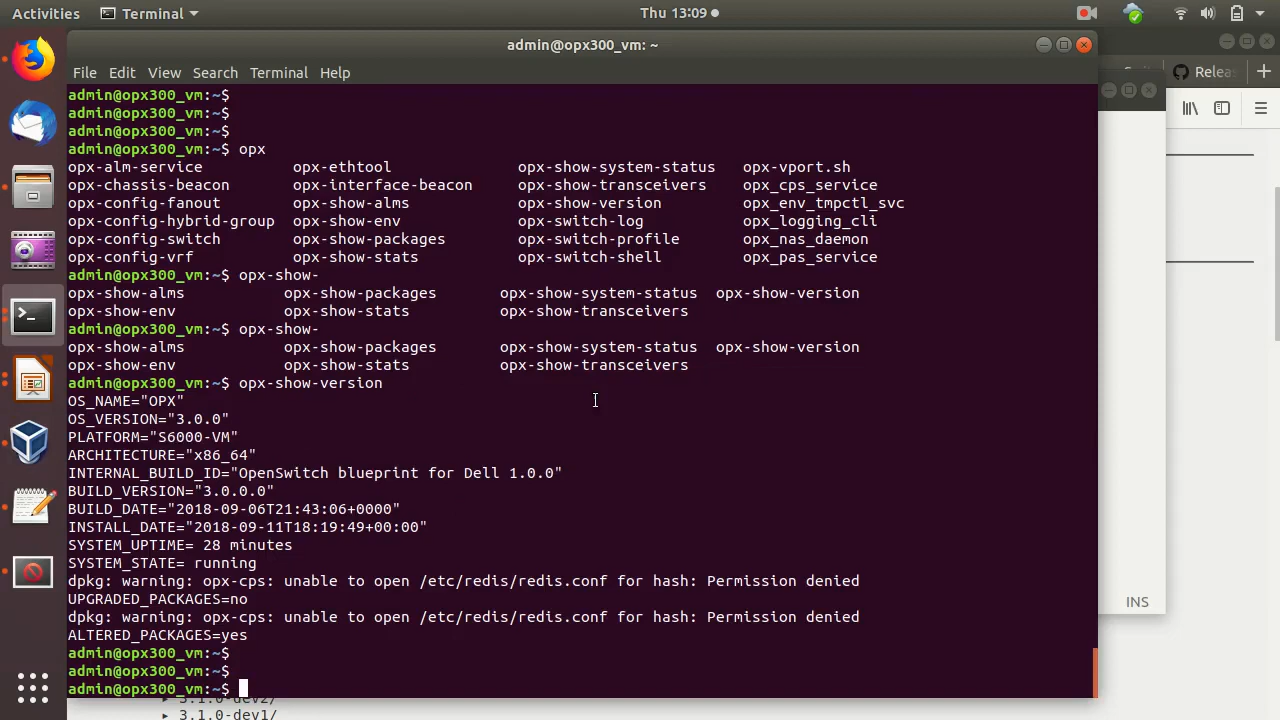 Activities Terminal Thu 13:09
admin@opx300_vm: ~
File Edit View Search Terminal Help
Relea
admin@opx300_vm:~$
admin@opx300_vm:~$
admin@opx300_vm:~$
admin@opx300_vm:~$ opx
opx-alm-service opx-ethtool opx-show-system-status opx-vport.sh
opx-chassis-beacon opx-interface-beacon opx-show-transceivers opx_cps_service
opx-config-fanout opx-show-alms opx-show-version opx_env_tmpctl_svc
opx-config-hybrid-group opx-show-env opx-switch-log opx_logging_cli
opx-config-switch opx-show-packages opx-switch-profile opx_nas_daemon
opx-config-vrf opx-show-stats opx-switch-shell opx_pas_service
admin@opx300_vm:~$ opx-show-
opx-show-alms opx-show-packages opx-show-system-status opx-show-version
opx-show-env opx-show-stats opx-show-transceivers
admin@opx300_vm:~$ opx-show-
opx-show-alms opx-show-packages opx-show-system-status opx-show-version
opx-show-env opx-show-stats opx-show-transceivers
admin@opx300_vm:~$ opx-show-version
OS_NAME="OPX"
OS_VERSION="3.0.0"
PLATFORM="S6000-VM"
ARCHITECTURE="x86_64"
INTERNAL_BUILD_ID="OpenSwitch blueprint for Dell 1.0.0"
BUILD_VERSION="3.0.0.0"
BUILD_DATE="2018-09-06T21:43:06+0000"
INSTALL_DATE="2018-09-11T18:19:49+00:00"
SYSTEM_UPTIME= 28 minutes
SYSTEM_STATE= running
dpkg: warning: opx-cps: unable to open /etc/redis/redis.conf for hash: Permission denied
UPGRADED_PACKAGES=no
dpkg: warning: opx-cps: unable to open /etc/redis/redis.conf for hash: Permission denied
ALTERED_PACKAGES=yes
admin@opx300_vm:~$
admin@opx300_vm:~$
admin@opx300_vm:~$
INS
3.1.0-dev2/
3.1.0-dev1/